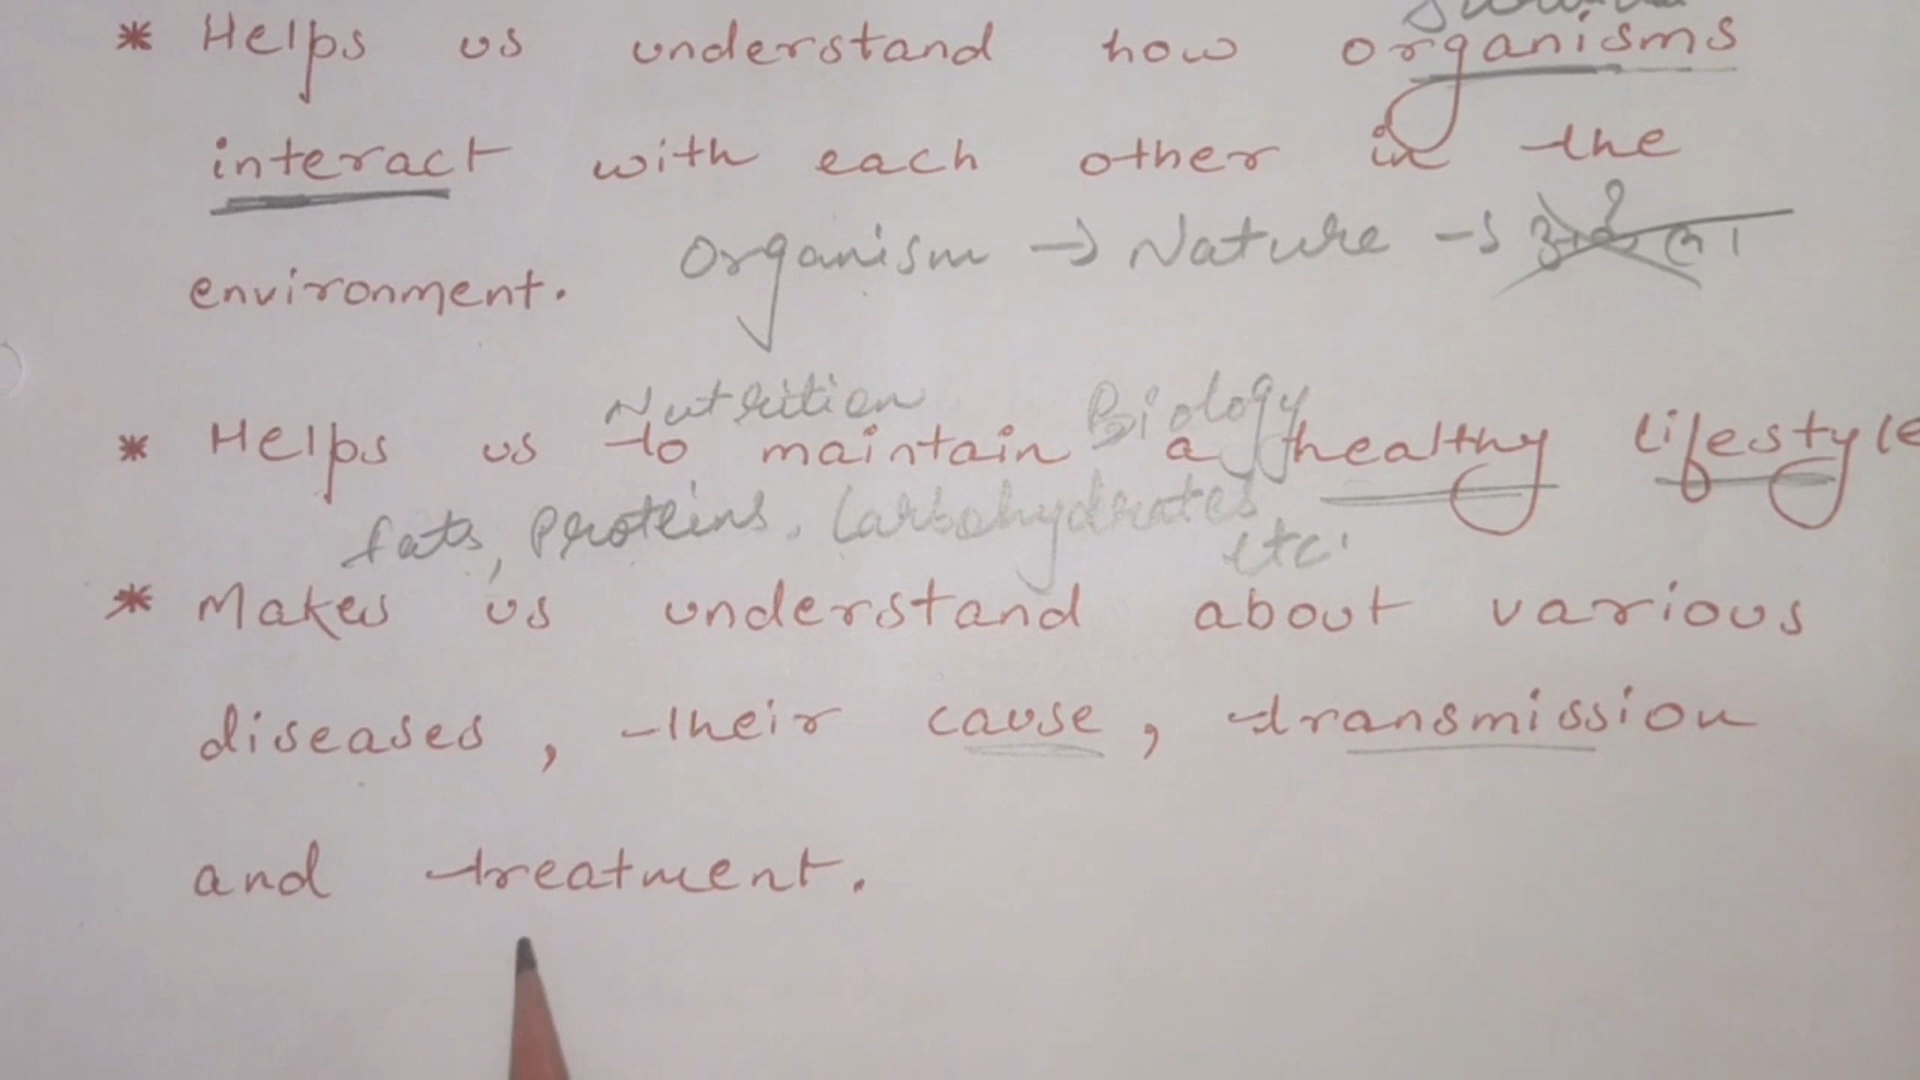 * Helps us understand how organisms
interact with each other in the
Organism → Nature →
environment.
Nutrition Biology
* Helps us to maintain a healthy lifestyle
fats, Proteins, Carbohydrates
etc.
* Makes us understand about various
diseases, their cause, transmission
and treatment.